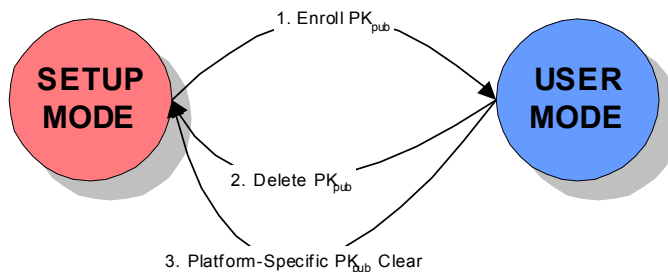 1. Enroll PKpub
SETUP
MODE
USER
MODE
2. Delete PKpub
3. Platform-Specific PKpub Clear